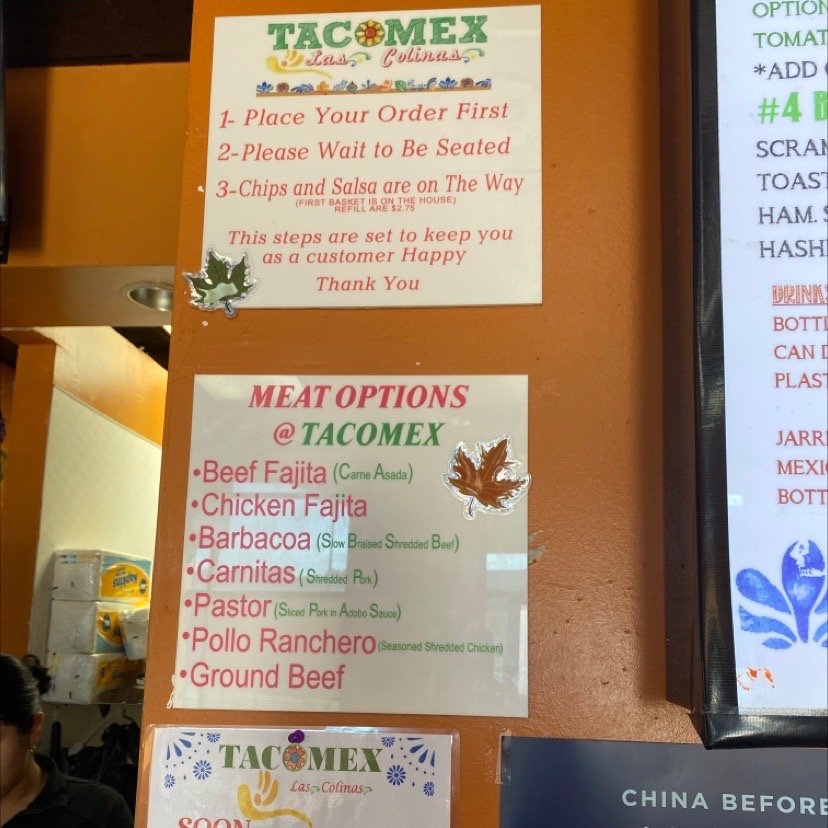 TACOMEX
Las Colinas
1- Place Your Order First
2-Please Wait to Be Seated
3-Chips and Salsa are on The Way
(FIRST BASKET IS ON THE HOUSE)
REFILL ARE $2.75
This steps are set to keep you
as a customer Happy
Thank You
MEAT OPTIONS
@ TACOMEX
•Beef Fajita (Carne Asada)
•Chicken Fajita
•Barbacoa (Slow Braised Shredded Beef)
•Carnitas (Shredded Pork)
•Pastor (Sliced Pork in Adobo Sauce)
•Pollo Ranchero (Seasoned Shredded Chicken)
•Ground Beef
TACOMEX
Las Colinas
SOON
OPTION
TOMAT
*ADD
#4
SCRAM
TOAST
HAM. S
HASH
DRINK
BOTT
CAN D
PLAST
JARR
MEXIC
BOTT
CHINA BEFORE
Napkins